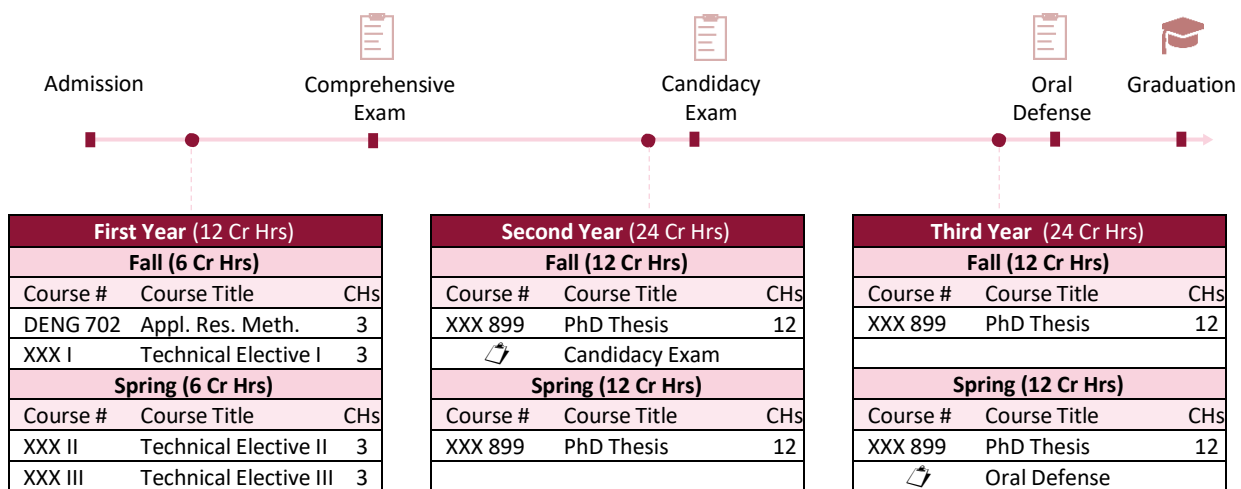 Admission
Comprehensive
Exam
Candidacy
Exam
Oral
Defense
Graduation
First Year (12 Cr Hrs)
Fall (6 Cr Hrs)
Course # Course Title CHs
DENG 702 Appl. Res. Meth. 3
XXX I Technical Elective I 3
Spring (6 Cr Hrs)
Course # Course Title CHs
XXX II Technical Elective II 3
XXX III Technical Elective III 3
Second Year (24 Cr Hrs)
Fall (12 Cr Hrs)
Course # Course Title CHs
XXX 899 PhD Thesis 12
Candidacy Exam
Spring (12 Cr Hrs)
Course # Course Title CHs
XXX 899 PhD Thesis 12
Third Year (24 Cr Hrs)
Fall (12 Cr Hrs)
Course # Course Title CHs
XXX 899 PhD Thesis 12
Spring (12 Cr Hrs)
Course # Course Title CHs
XXX 899 PhD Thesis 12
Oral Defense